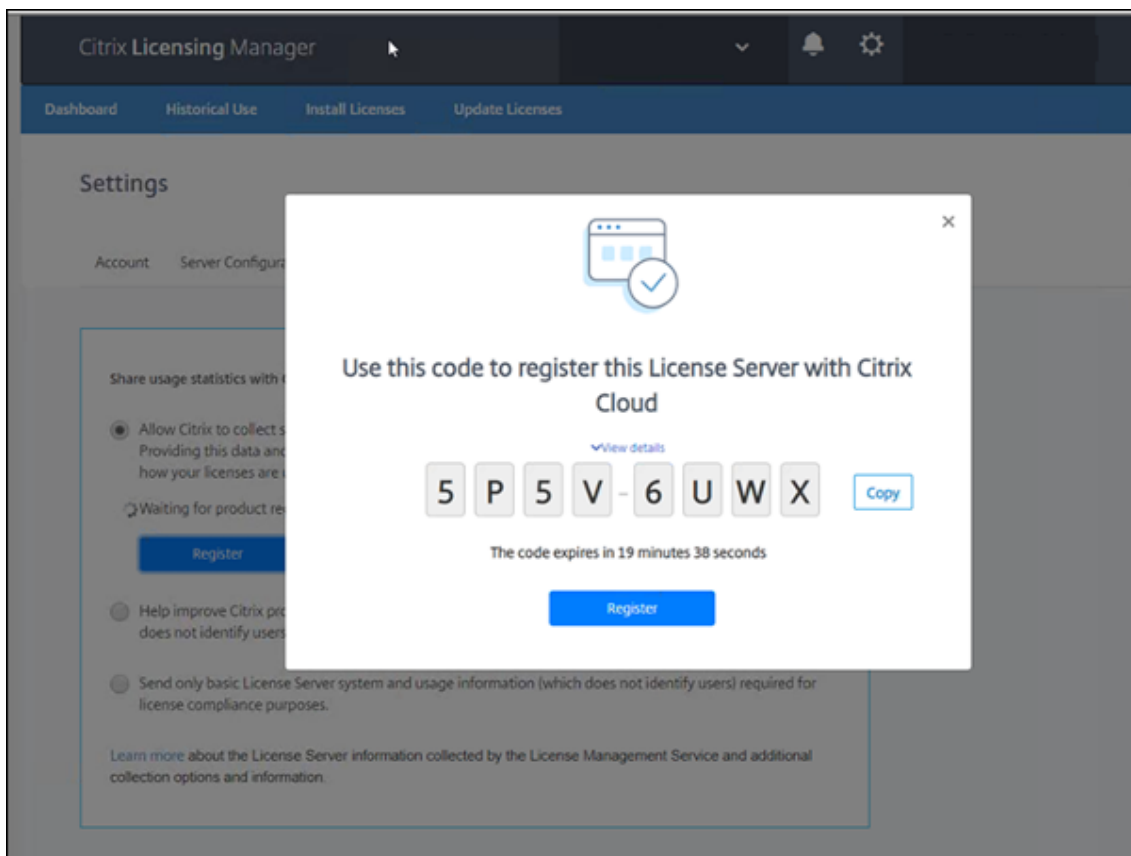 Citrix Licensing Manager
Dashboard Historical Use Install Licenses Update Licenses
Settings
Account Server
×
Use this code to register this License Server with Citrix
Cloud
View details
5 P 5 V - 6 U W X
Copy
The code expires in 19 minutes 38 seconds
Register
Share usage statistics with
Allow Citrix to collect
Providing this data and
how your licenses are
Waiting for product
Register
Help improve Citrix
does not identify users
Send only basic License Server system and usage information (which does not identify users) required for
license compliance purposes.
Learn more about the License Server information collected by the License Management Service and additional
collection options and information.